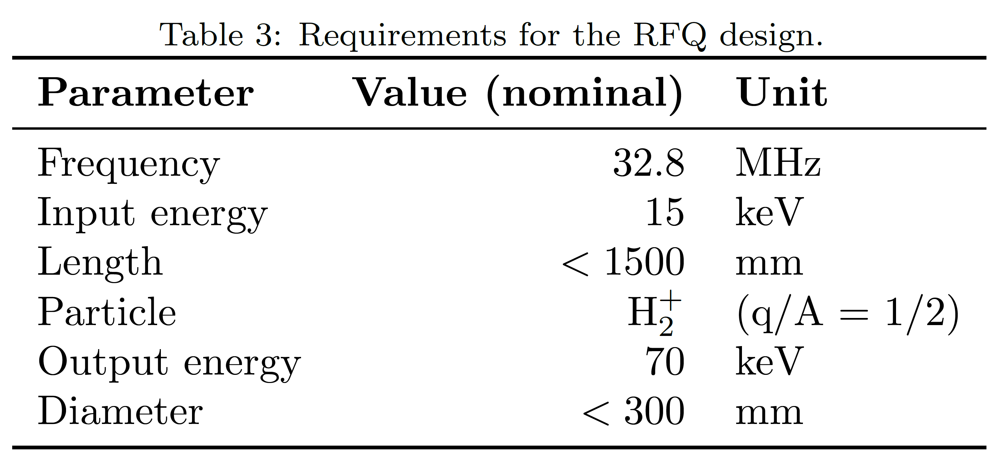 Table 3: Requirements for the RFQ design.
Parameter Value (nominal) Unit
Frequency 32.8 MHz
Input energy 15 keV
Length < 1500 mm
Particle H₂⁺ (q/A = 1/2)
Output energy 70 keV
Diameter < 300 mm